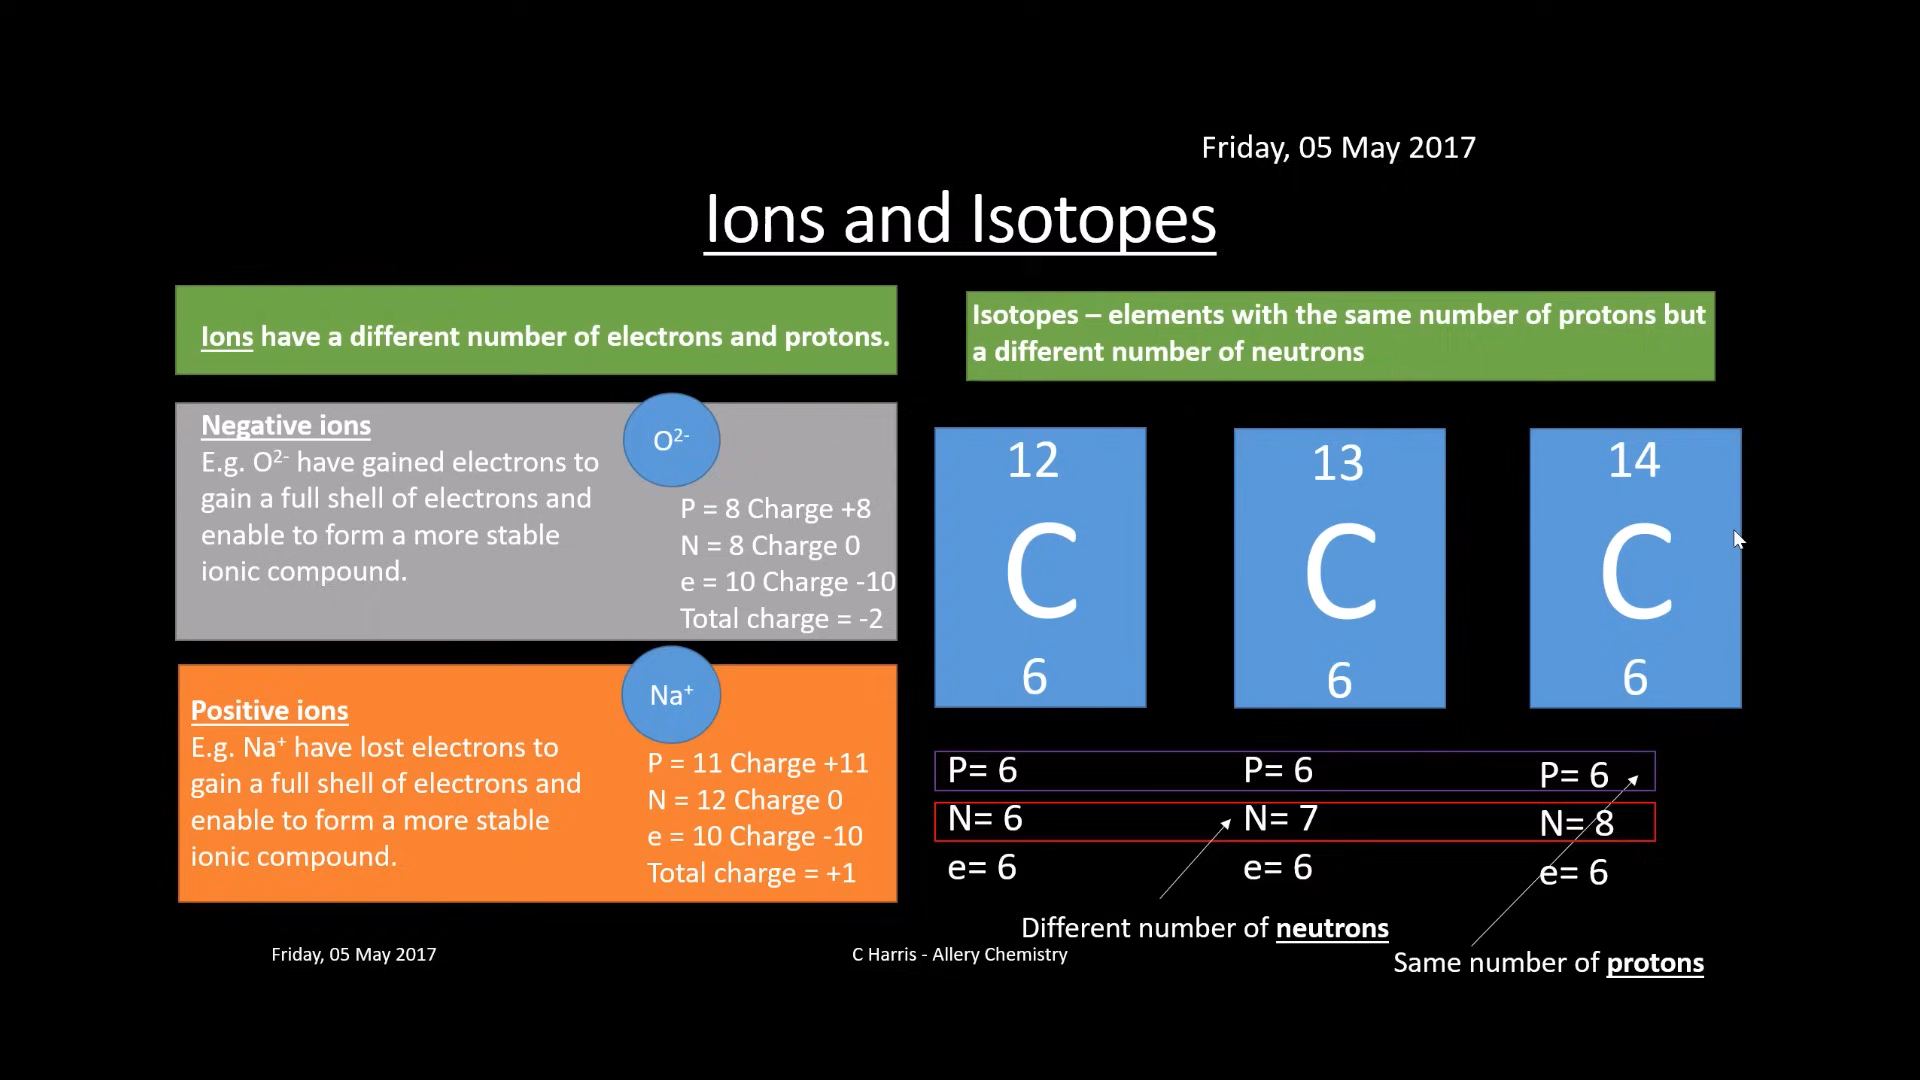 Friday, 05 May 2017
Ions and Isotopes
Ions have a different number of electrons and protons.
Negative ions
E.g. O²⁻ have gained electrons to
gain a full shell of electrons and
enable to form a more stable
ionic compound.
O²⁻
P = 8 Charge +8
N = 8 Charge 0
e = 10 Charge -10
Total charge = -2
Positive ions
E.g. Na⁺ have lost electrons to
gain a full shell of electrons and
enable to form a more stable
ionic compound.
Na⁺
P = 11 Charge +11
N = 12 Charge 0
e = 10 Charge -10
Total charge = +1
Isotopes – elements with the same number of protons but
a different number of neutrons
12
C
6
13
C
6
14
C
6
P= 6
N= 6
e= 6
P= 6
N= 7
e= 6
P= 6
N= 8
e= 6
Different number of neutrons
Same number of protons
Friday, 05 May 2017
C Harris - Allery Chemistry